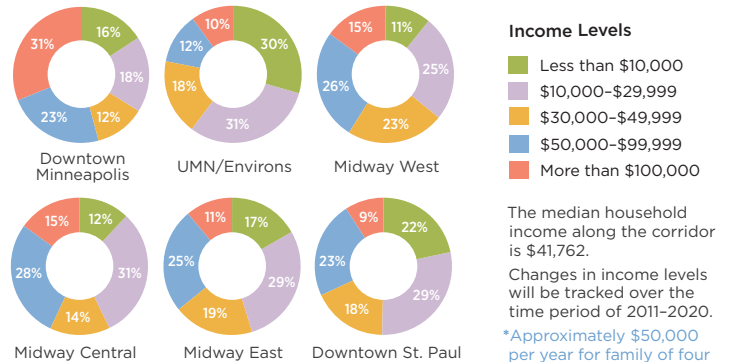 16%
18%
12%
23%
31%
Downtown
Minneapolis
30%
31%
18%
12%
10%
UMN/Environs
11%
25%
23%
26%
15%
Midway West
12%
31%
14%
28%
15%
Midway Central
17%
29%
19%
25%
11%
Midway East
22%
29%
18%
23%
9%
Downtown St. Paul
Income Levels
Less than $10,000
$10,000–$29,999
$30,000–$49,999
$50,000–$99,999
More than $100,000
The median household
income along the corridor
is $41,762.
Changes in income levels
will be tracked over the
time period of 2011–2020.
*Approximately $50,000
per year for family of four